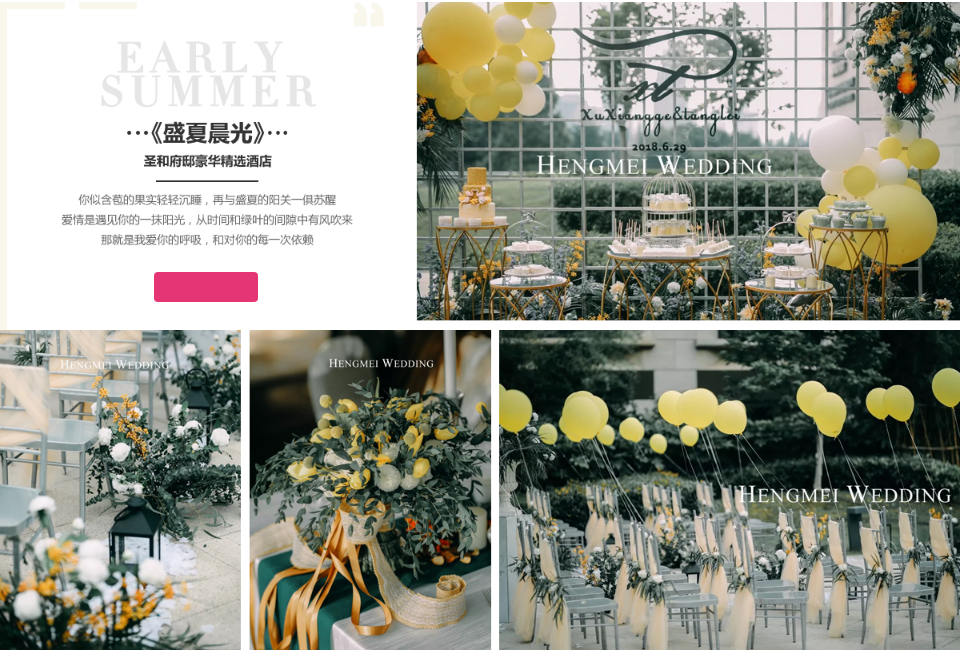 EARLY
SUMMER
···《盛夏晨光》···
圣和府邸豪华精选酒店
你似含苞的果实轻轻沉睡，再与盛夏的阳关一俱苏醒
爱情是遇见你的一抹阳光，从时间和绿叶的间隙中有风吹来
那就是我爱你的呼吸，和对你的每一次依赖
xt
XuXiangge&tanglei
2018.6.29
HENGMEI WEDDING
HENGMEI WEDDING
HENGMEI WEDDING
HENGMEI WEDDING